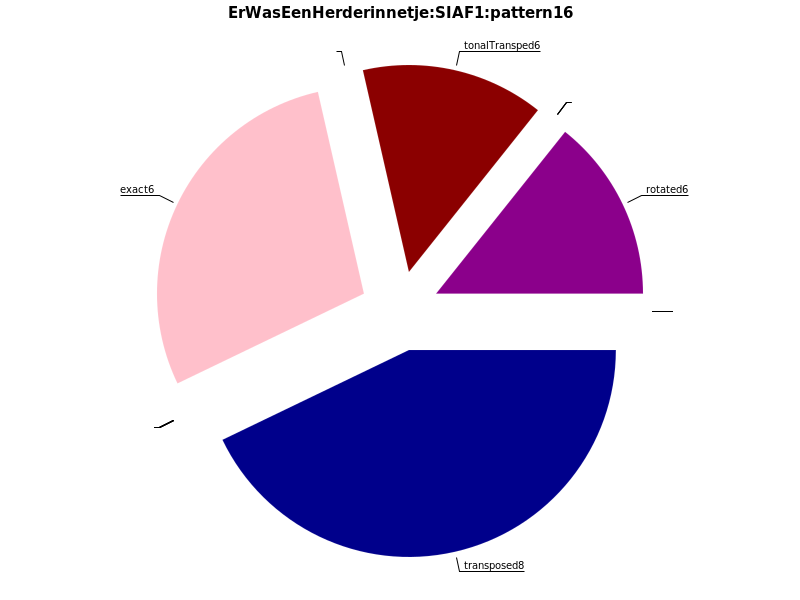 ErWasEenHerderinnetje:SIAF1:pattern16
tonalTransped6
exact6
rotated6
transposed8